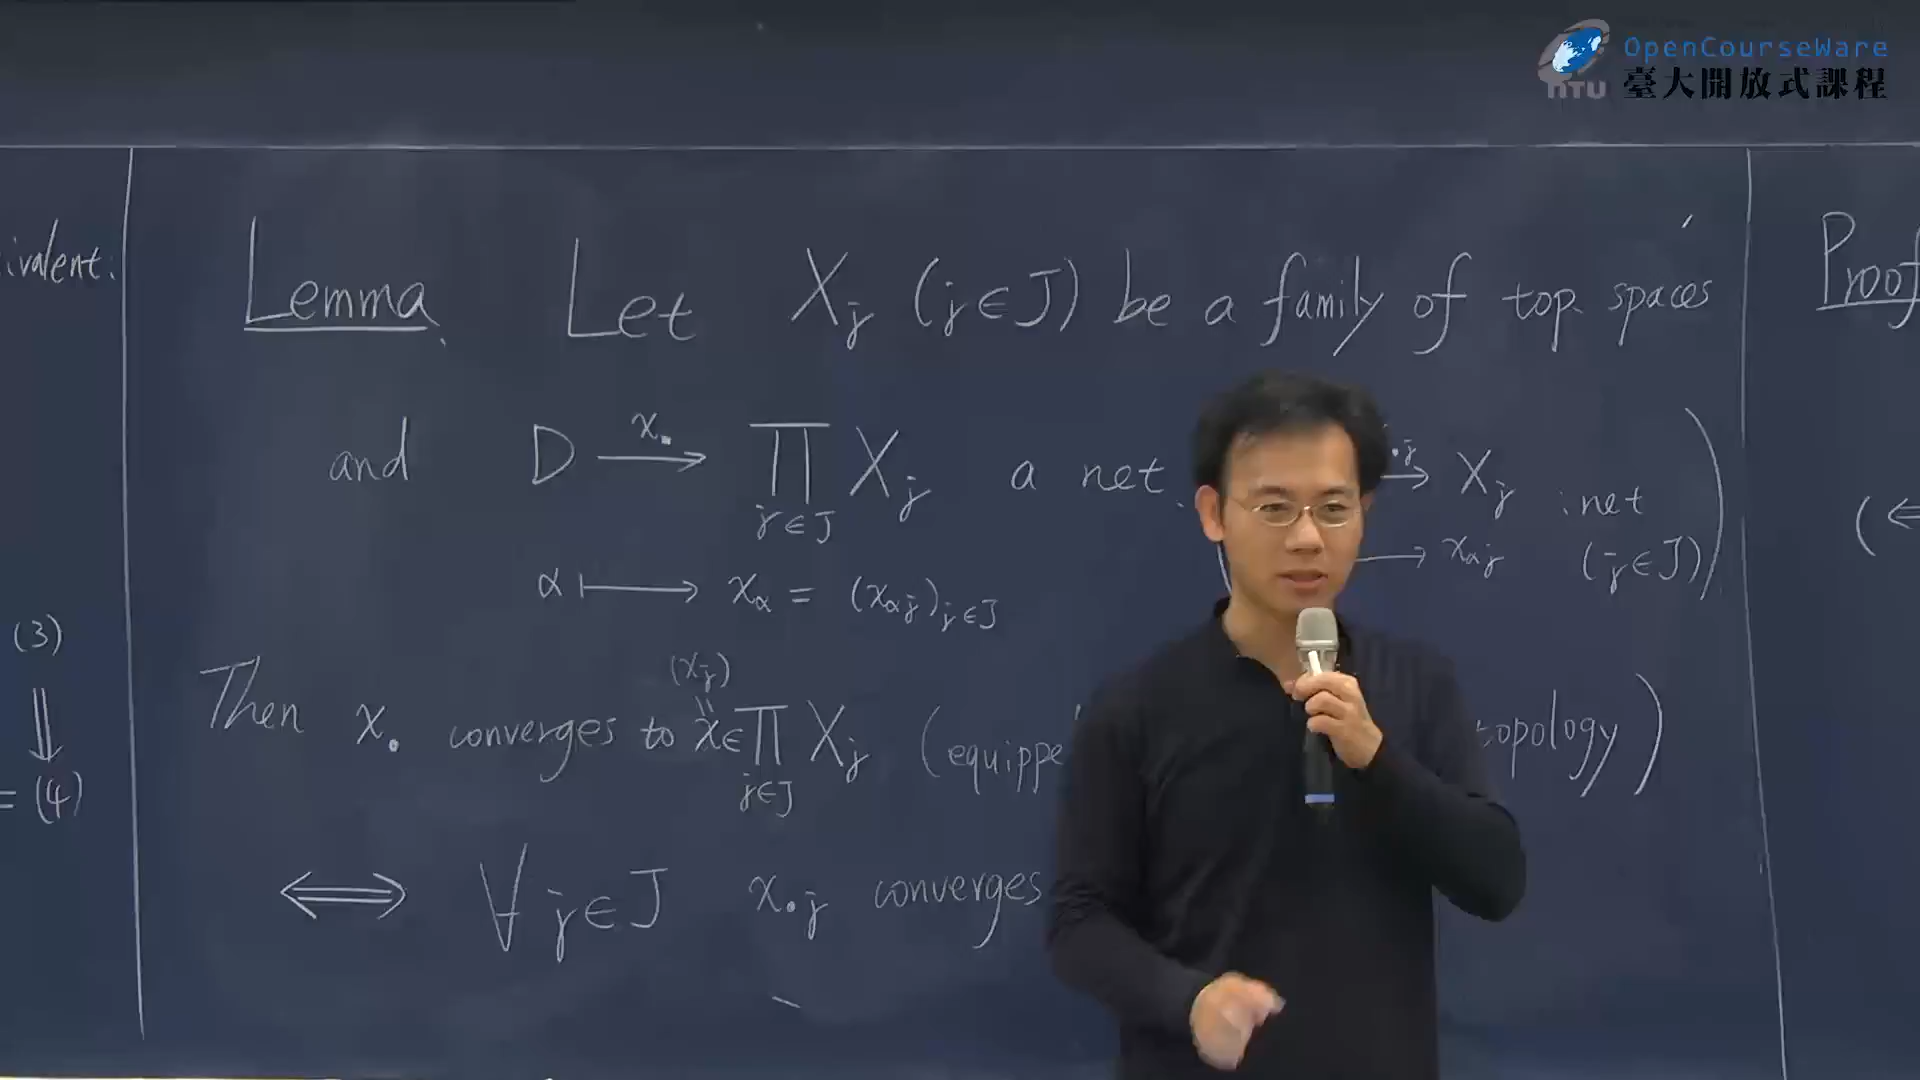 OpenCourseWare
NTU 臺大開放式課程
ivalent:
(3)
⇓
= (4)
Lemma. Let X_j (j∈J) be a family of top. spaces
and D —x.→ ∏_{j∈J} X_j a net. .j → X_j : net
α ↦ x_α = (x_{αj})_{j∈J} → x_{αj} (j∈J))
(x_j)
Then x. converges to x ∈ ∏_{j∈J} X_j (equippe topology)
⟺ ∀ j∈J x._j converges
Proof
(⇐